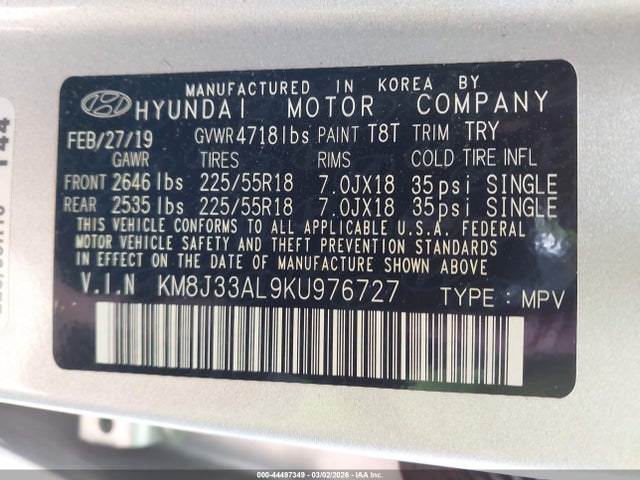 MANUFACTURED IN KOREA BY
HYUNDAI MOTOR COMPANY
FEB/27/19 GVWR 4718lbs PAINT T8T TRIM TRY
GAWR TIRES RIMS COLD TIRE INFL
FRONT 2646 lbs 225/55R18 7.0JX18 35psi SINGLE
REAR 2535 lbs 225/55R18 7.0JX18 35psi SINGLE
THIS VEHICLE CONFORMS TO ALL APPLICABLE U.S.A. FEDERAL
MOTOR VEHICLE SAFETY AND THEFT PREVENTION STANDARDS
IN EFFECT ON THE DATE OF MANUFACTURE SHOWN ABOVE.
V.I.N KM8J33AL9KU976727 TYPE : MPV
000-44497349 | 03/02/2026 - IAA INC.